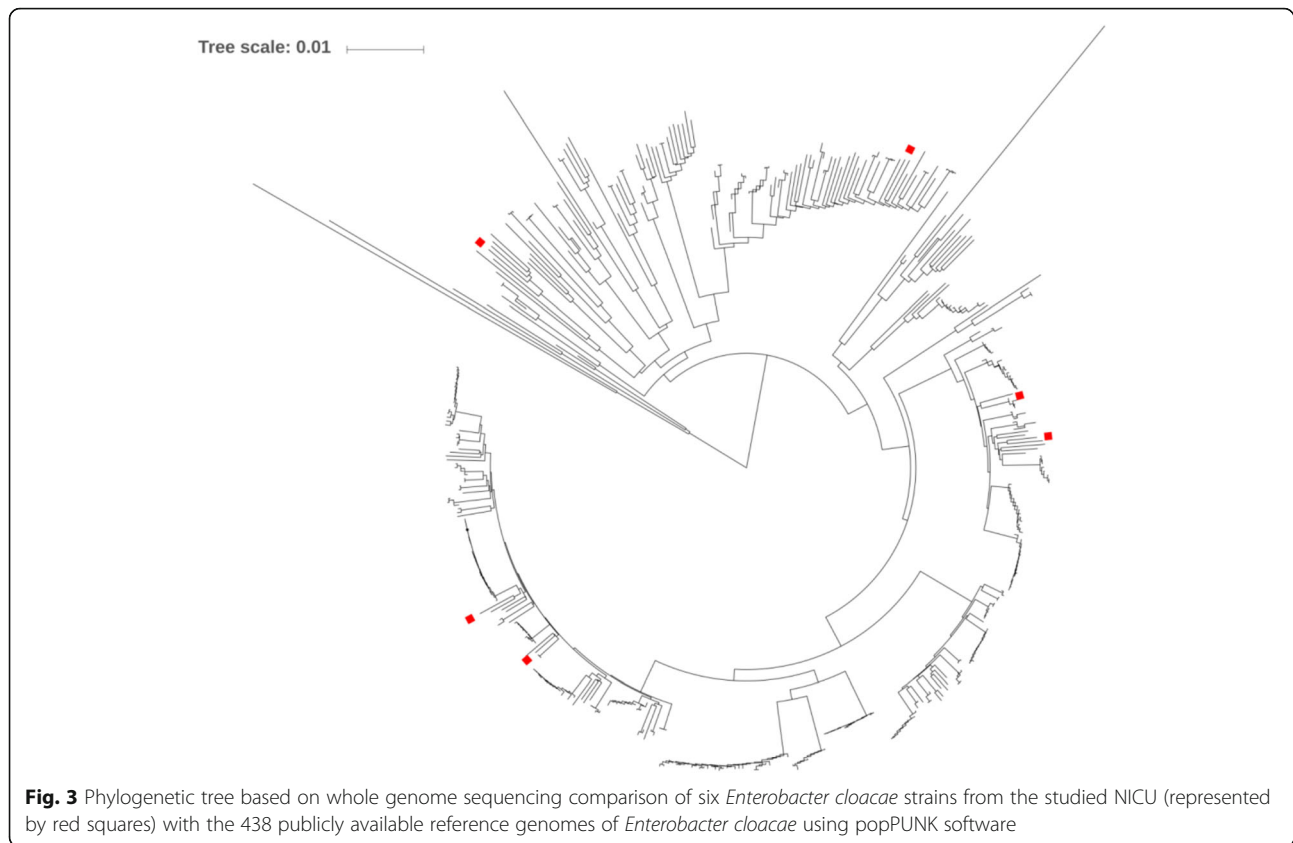 Tree scale: 0.01
Fig. 3 Phylogenetic tree based on whole genome sequencing comparison of six Enterobacter cloacae strains from the studied NICU (represented
by red squares) with the 438 publicly available reference genomes of Enterobacter cloacae using popPUNK software